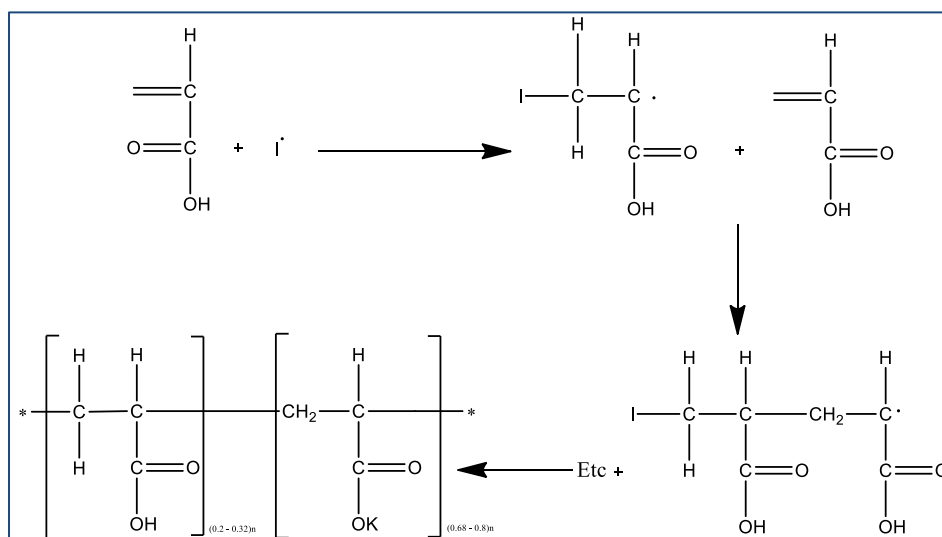 H
C
O
C
OH
+
I·
H
H
I
C
C
·
H
C
O
OH
+
H
C
C
O
OH
H
H
H
I
C
C
CH2
C
·
H
C
O
C
O
OH
OH
Etc +
H
H
H
*
C
C
CH2
C
*
H
C
O
C
O
OH
(0.2 - 0.32)n
OK
(0.68 - 0.8)n